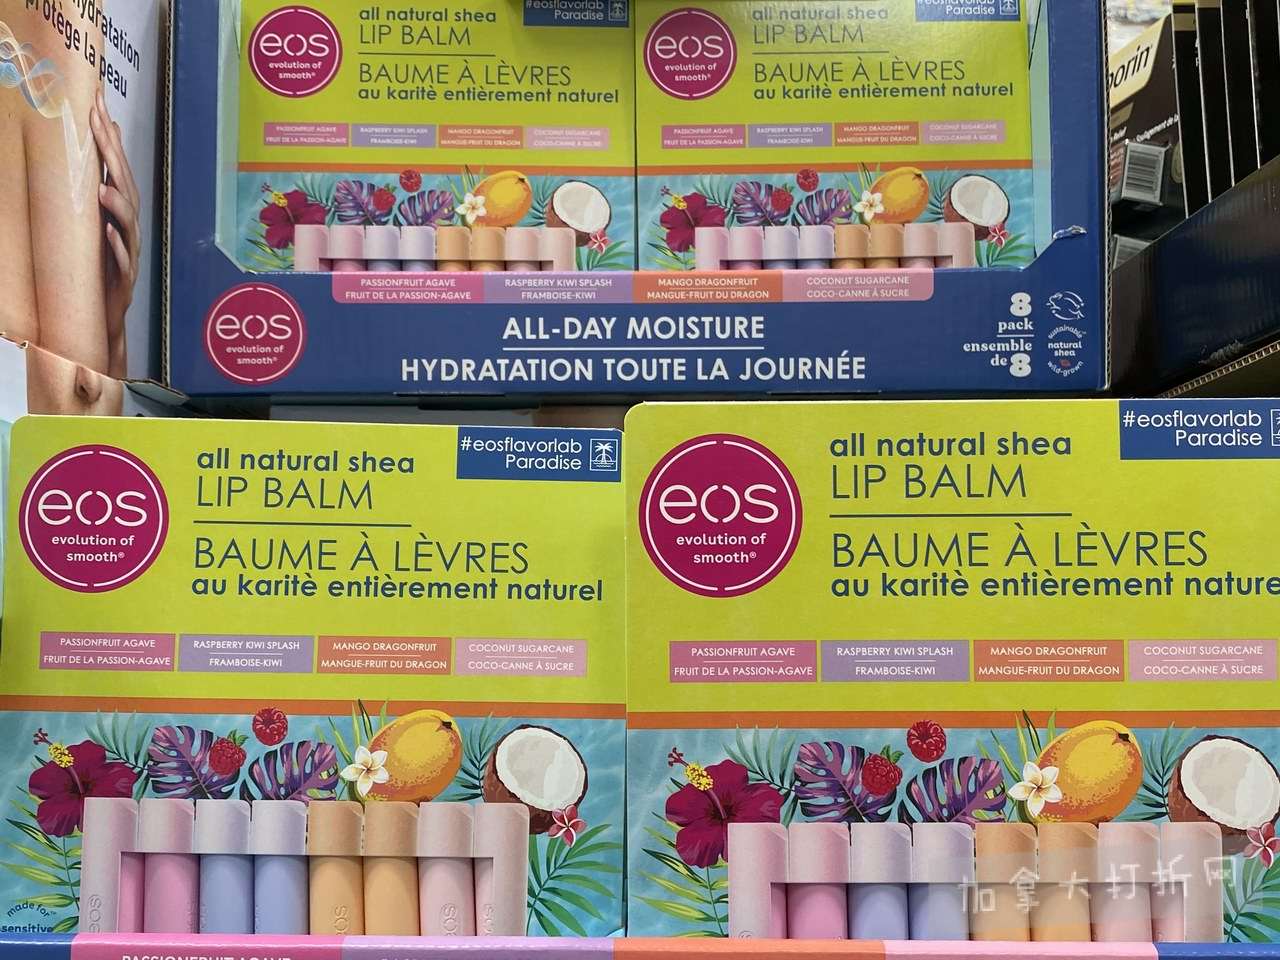 hydratation
protège la peau
eos
evolution of
smooth®
all natural shea
LIP BALM
BAUME À LÈVRES
au karitè entièrement naturel
#eosflavorlab
Paradise
PASSIONFRUIT AGAVE
FRUIT DE LA PASSION-AGAVE
RASPBERRY KIWI SPLASH
FRAMBOISE-KIWI
MANGO DRAGONFRUIT
MANGUE-FRUIT DU DRAGON
COCONUT SUGARCANE
COCO-CANNE À SUCRE
eos
evolution of
smooth®
all natural shea
LIP BALM
BAUME À LÈVRES
au karitè entièrement naturel
#eosflavorlab
Paradise
PASSIONFRUIT AGAVE
FRUIT DE LA PASSION-AGAVE
RASPBERRY KIWI SPLASH
FRAMBOISE-KIWI
MANGO DRAGONFRUIT
MANGUE-FRUIT DU DRAGON
COCONUT SUGARCANE
COCO-CANNE À SUCRE
PASSIONFRUIT AGAVE
FRUIT DE LA PASSION-AGAVE
RASPBERRY KIWI SPLASH
FRAMBOISE-KIWI
MANGO DRAGONFRUIT
MANGUE-FRUIT DU DRAGON
COCONUT SUGARCANE
COCO-CANNE À SUCRE
eos
evolution of
smooth®
ALL-DAY MOISTURE
HYDRATATION TOUTE LA JOURNÉE
8
pack
ensemble
de 8
sustainable
natural
shea
wild-grown
eos
evolution of
smooth®
all natural shea
LIP BALM
BAUME À LÈVRES
au karitè entièrement naturel
#eosflavorlab
Paradise
PASSIONFRUIT AGAVE
FRUIT DE LA PASSION-AGAVE
RASPBERRY KIWI SPLASH
FRAMBOISE-KIWI
MANGO DRAGONFRUIT
MANGUE-FRUIT DU DRAGON
COCONUT SUGARCANE
COCO-CANNE À SUCRE
eos
eos
made for
sensitive
eos
evolution of
smooth®
all natural shea
LIP BALM
BAUME À LÈVRES
au karitè entièrement nature
#eosflavorlab
Paradise
PASSIONFRUIT AGAVE
FRUIT DE LA PASSION-AGAVE
RASPBERRY KIWI SPLASH
FRAMBOISE-KIWI
MANGO DRAGONFRUIT
MANGUE-FRUIT DU DRAGON
COCONUT SUGARCANE
COCO-CANNE À SUCRE
加拿大打折网
PASSIONFRUIT AGAVE